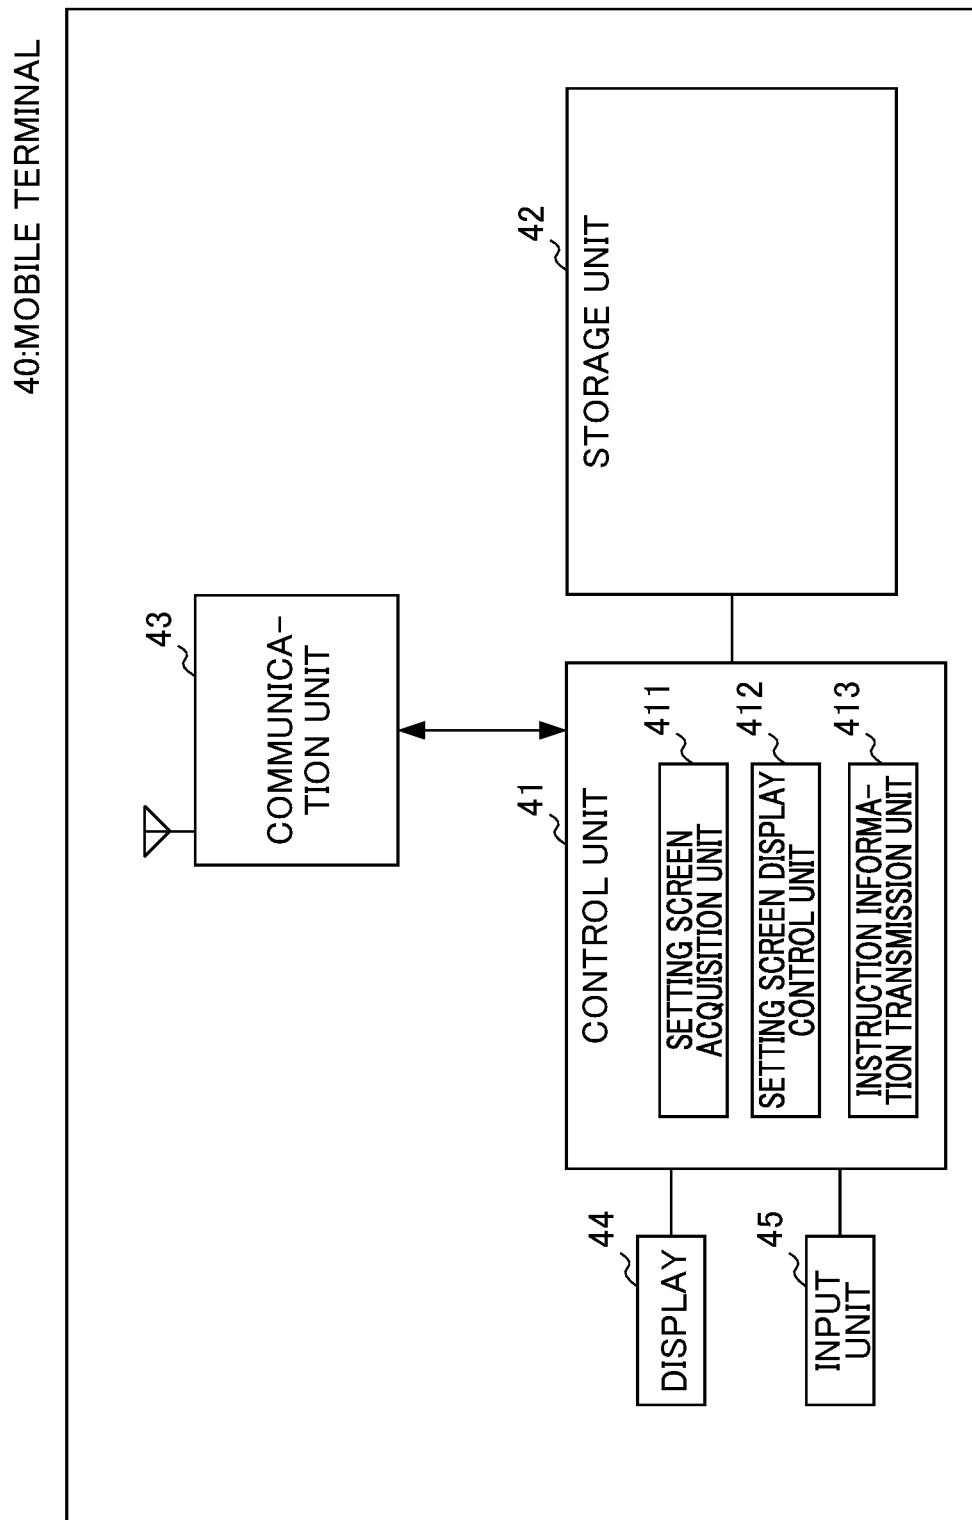 40:MOBILE TERMINAL
43
COMMUNICA-
TION UNIT
41
CONTROL UNIT
411
SETTING SCREEN
ACQUISITION UNIT
412
SETTING SCREEN DISPLAY
CONTROL UNIT
413
INSTRUCTION INFORMA-
TION TRANSMISSION UNIT
42
STORAGE UNIT
44
DISPLAY
45
INPUT
UNIT